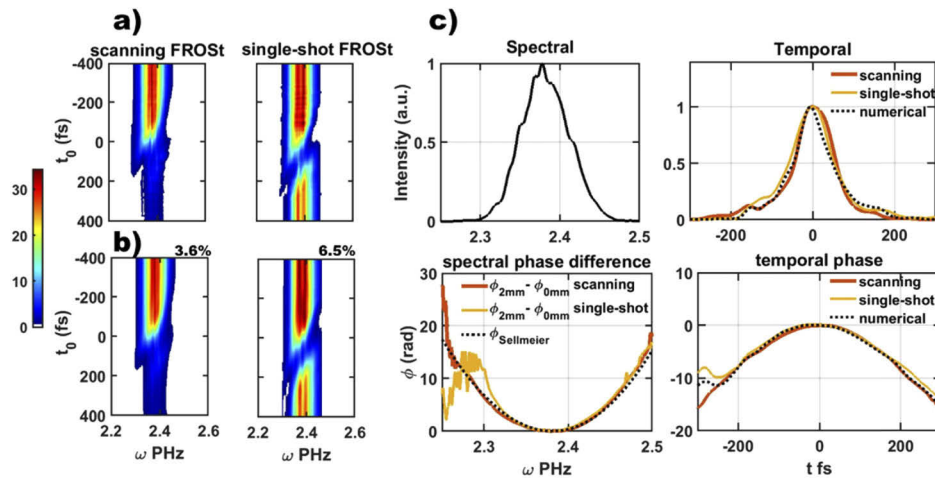 a)
scanning FROSt
single-shot FROSt
-400
-200
0
200
400
t0 (fs)
30
20
10
0
b)
3.6%
6.5%
-400
-200
0
200
400
t0 (fs)
2.2 2.4 2.6
2.2 2.4 2.6
ω PHz
ω PHz
c)
Spectral
1
0.5
0
Intensity (a.u.)
2.3 2.4 2.5
Temporal
scanning
single-shot
numerical
1
0.5
0
-200 0 200
spectral phase difference
ϕ2mm- ϕ0mm scanning
ϕ2mm- ϕ0mm single-shot
ϕSellmeier
30
20
10
0
ϕ (rad)
2.3 2.4 2.5
ω PHz
temporal phase
scanning
single-shot
numerical
10
0
-10
-20
-200 0 200
t fs